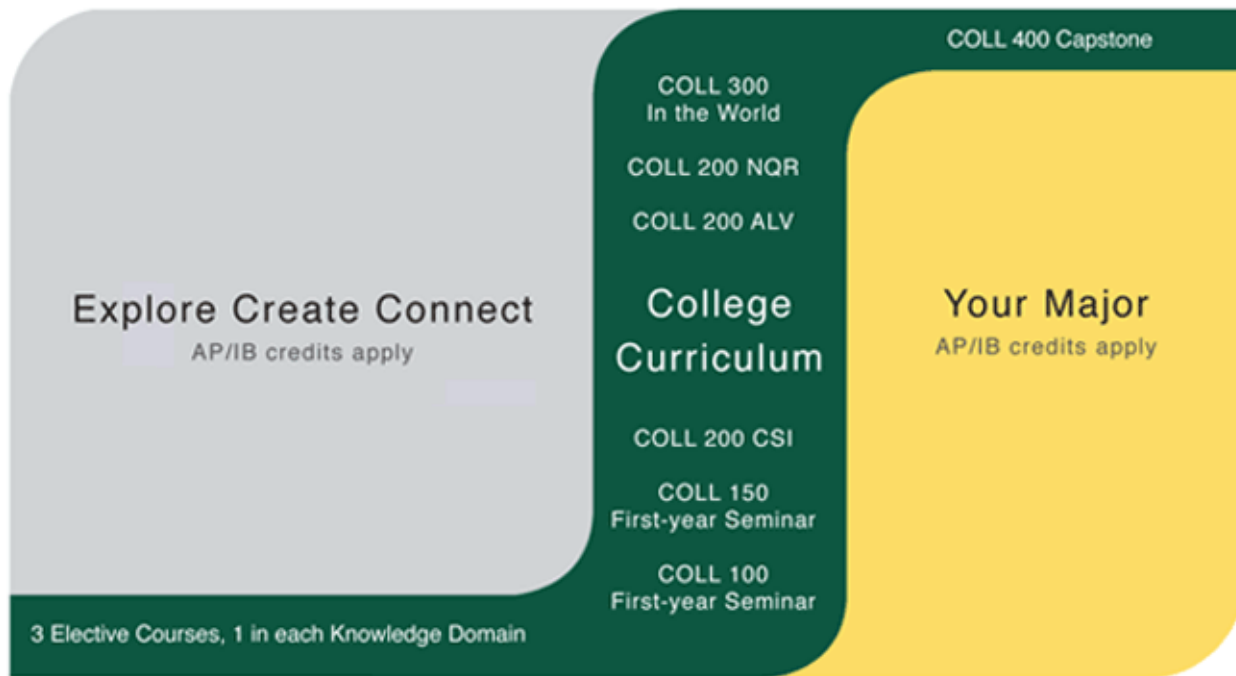 COLL 400 Capstone
COLL 300
In the World
COLL 200 NQR
COLL 200 ALV
Explore Create Connect
AP/IB credits apply
College
Curriculum
Your Major
AP/IB credits apply
COLL 200 CSI
COLL 150
First-year Seminar
COLL 100
First-year Seminar
3 Elective Courses, 1 in each Knowledge Domain